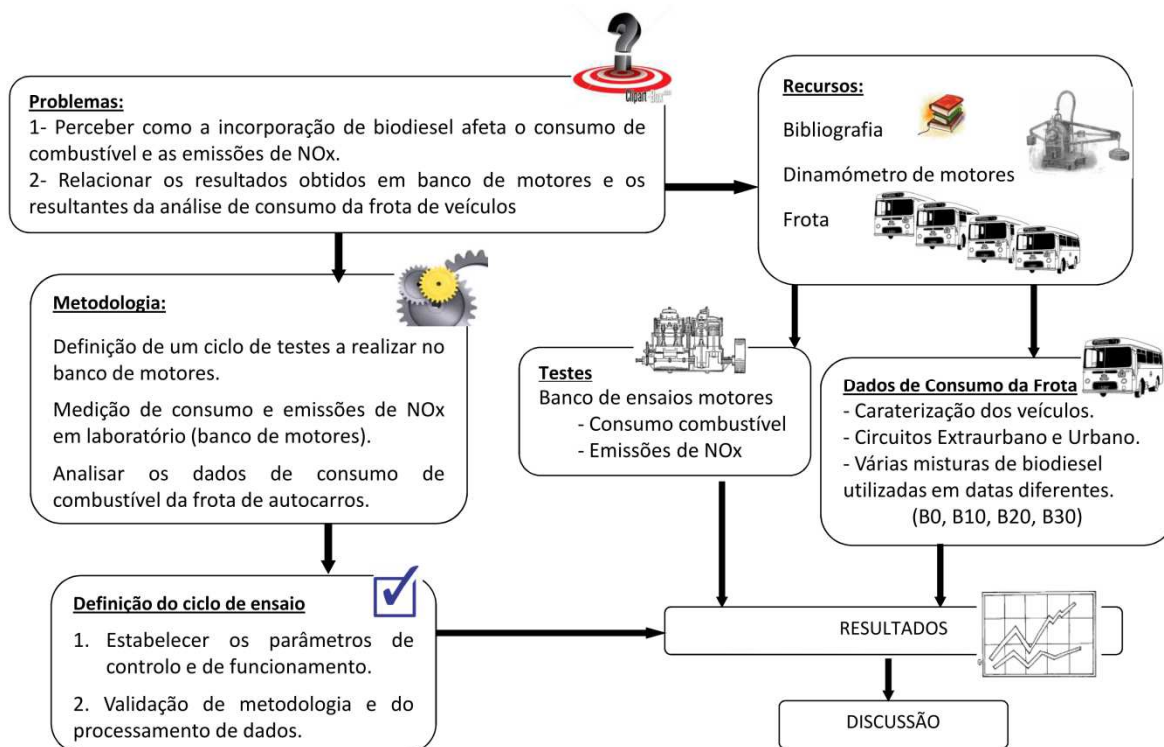 Problemas:
1- Perceber como a incorporação de biodiesel afeta o consumo de
combustível e as emissões de NOx.
2- Relacionar os resultados obtidos em banco de motores e os
resultantes da análise de consumo da frota de veículos
Recursos:
Bibliografia
Dinamómetro de motores
Frota
Metodologia:
Definição de um ciclo de testes a realizar no
banco de motores.
Medição de consumo e emissões de NOx
em laboratório (banco de motores).
Analisar os dados de consumo de
combustível da frota de autocarros.
Testes
Banco de ensaios motores
- Consumo combustível
- Emissões de NOx
Dados de Consumo da Frota
- Caraterização dos veículos.
- Circuitos Extraurbano e Urbano.
- Várias misturas de biodiesel
utilizadas em datas diferentes.
(B0, B10, B20, B30)
Definição do ciclo de ensaio
1. Estabelecer os parâmetros de
controlo e de funcionamento.
2. Validação de metodologia e do
processamento de dados.
RESULTADOS
DISCUSSÃO